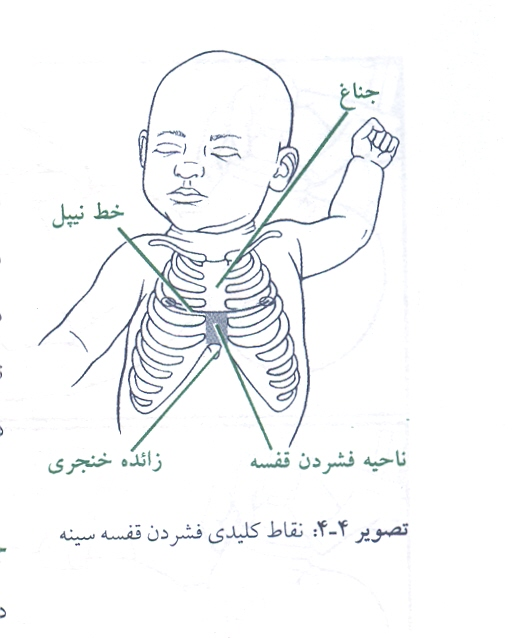 جناغ
خط نیپل
ناحیه فشردن قفسه
زائده خنجری
تصویر ۴-۴: نقاط کلیدی فشردن قفسه سینه